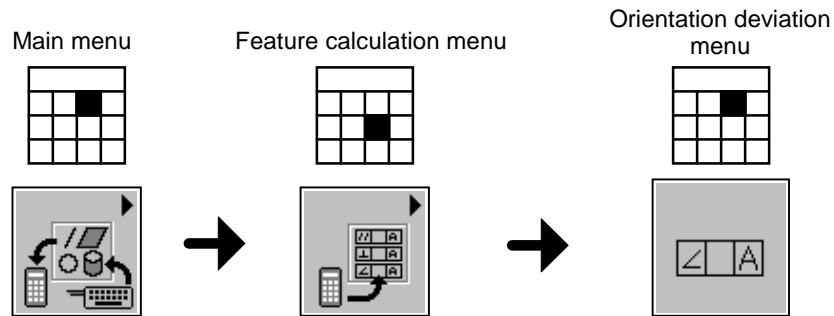 Main menu
Feature calculation menu
Orientation deviation
menu
// A
⊥ A
∠ A
∠ A